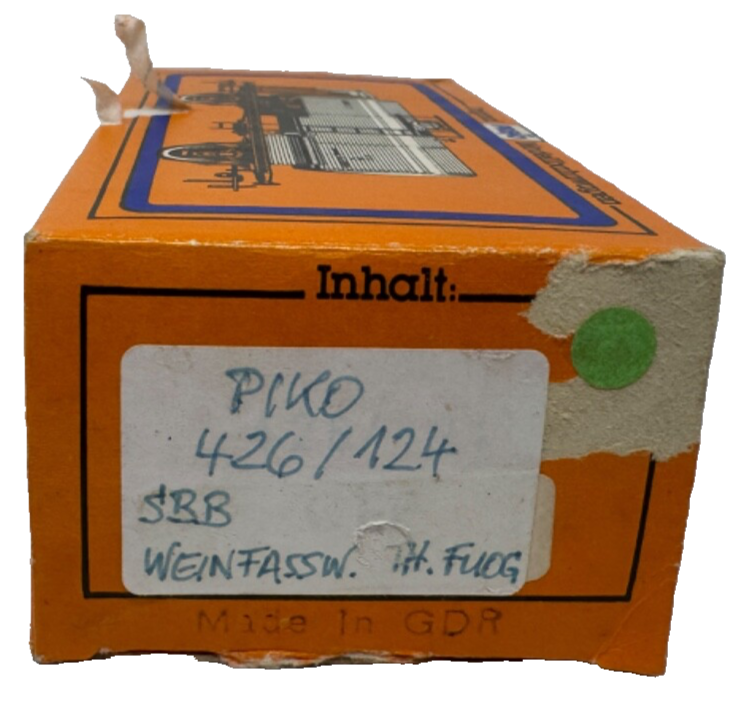 Inhalt:
PIKO
426/124
SBB
WEINFASSW. TH. FUOG
Made in GDR